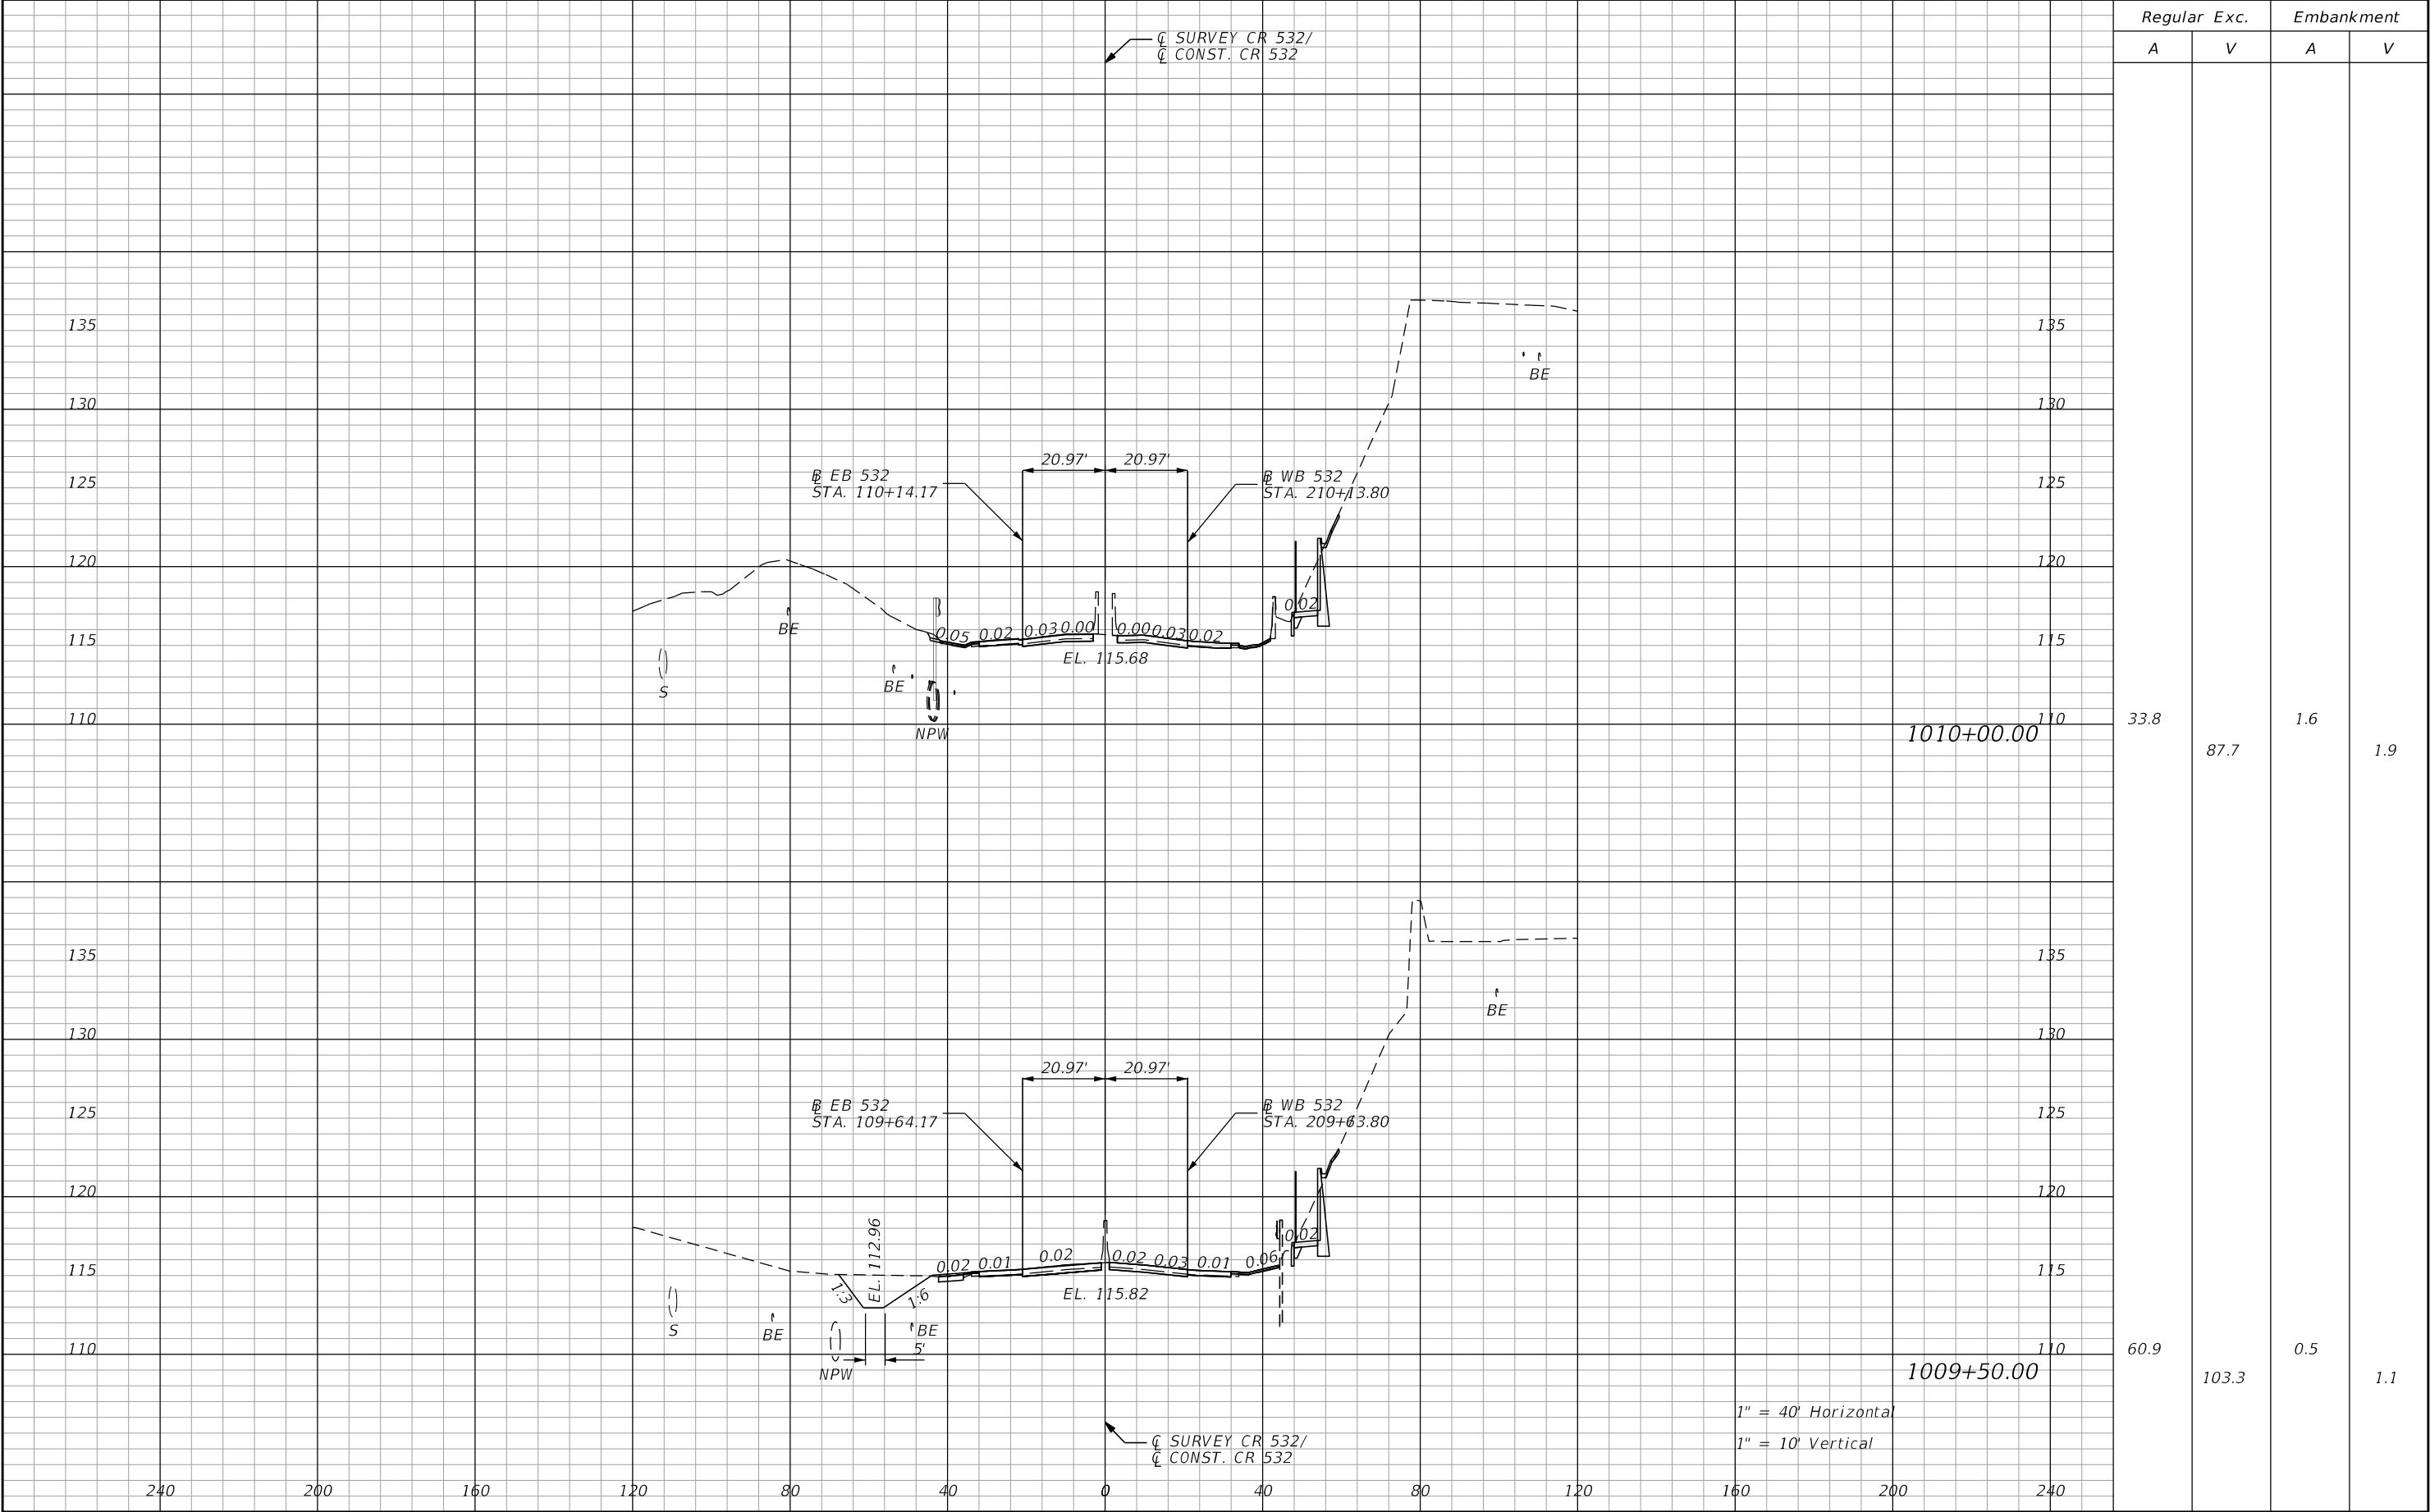 Regular Exc. Embankment
A V A V
℄ SURVEY CR 532/
℄ CONST. CR 532
135 135
BE
130 130
20.97' 20.97'
125 125
BL EB 532
STA. 110+14.17
BL WB 532
STA. 210+13.80
120 120
0.02
BE
115 115
0.05 0.02 0.03 0.00 0.00 0.03 0.02
EL. 115.68
S
BE
NPW
110 110
1010+00.00
33.8 1.6
87.7 1.9
135 135
BE
130 130
20.97' 20.97'
125 125
BL EB 532
STA. 109+64.17
BL WB 532
STA. 209+63.80
120 120
EL. 112.96
0.02
115 115
0.02 0.01 0.02 0.02 0.03 0.01 0.06
1:3
1:6
EL. 115.82
S
BE
BE
5'
NPW
110 110
1009+50.00
60.9 0.5
103.3 1.1
1" = 40' Horizontal
1" = 10' Vertical
℄ SURVEY CR 532/
℄ CONST. CR 532
240 200 160 120 80 40 0 40 80 120 160 200 240